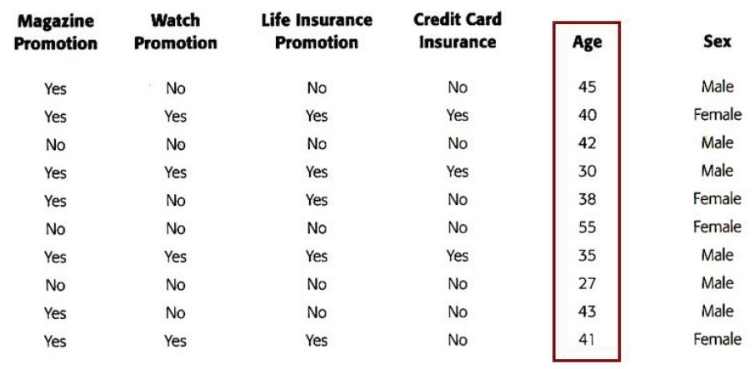 Magazine Promotion Watch Promotion Life Insurance Promotion Credit Card Insurance Age Sex
Yes No No No 45 Male
Yes Yes Yes Yes 40 Female
No No No No 42 Male
Yes Yes Yes Yes 30 Male
Yes No Yes No 38 Female
No No No No 55 Female
Yes Yes Yes Yes 35 Male
No No No No 27 Male
Yes No No No 43 Male
Yes Yes Yes No 41 Female